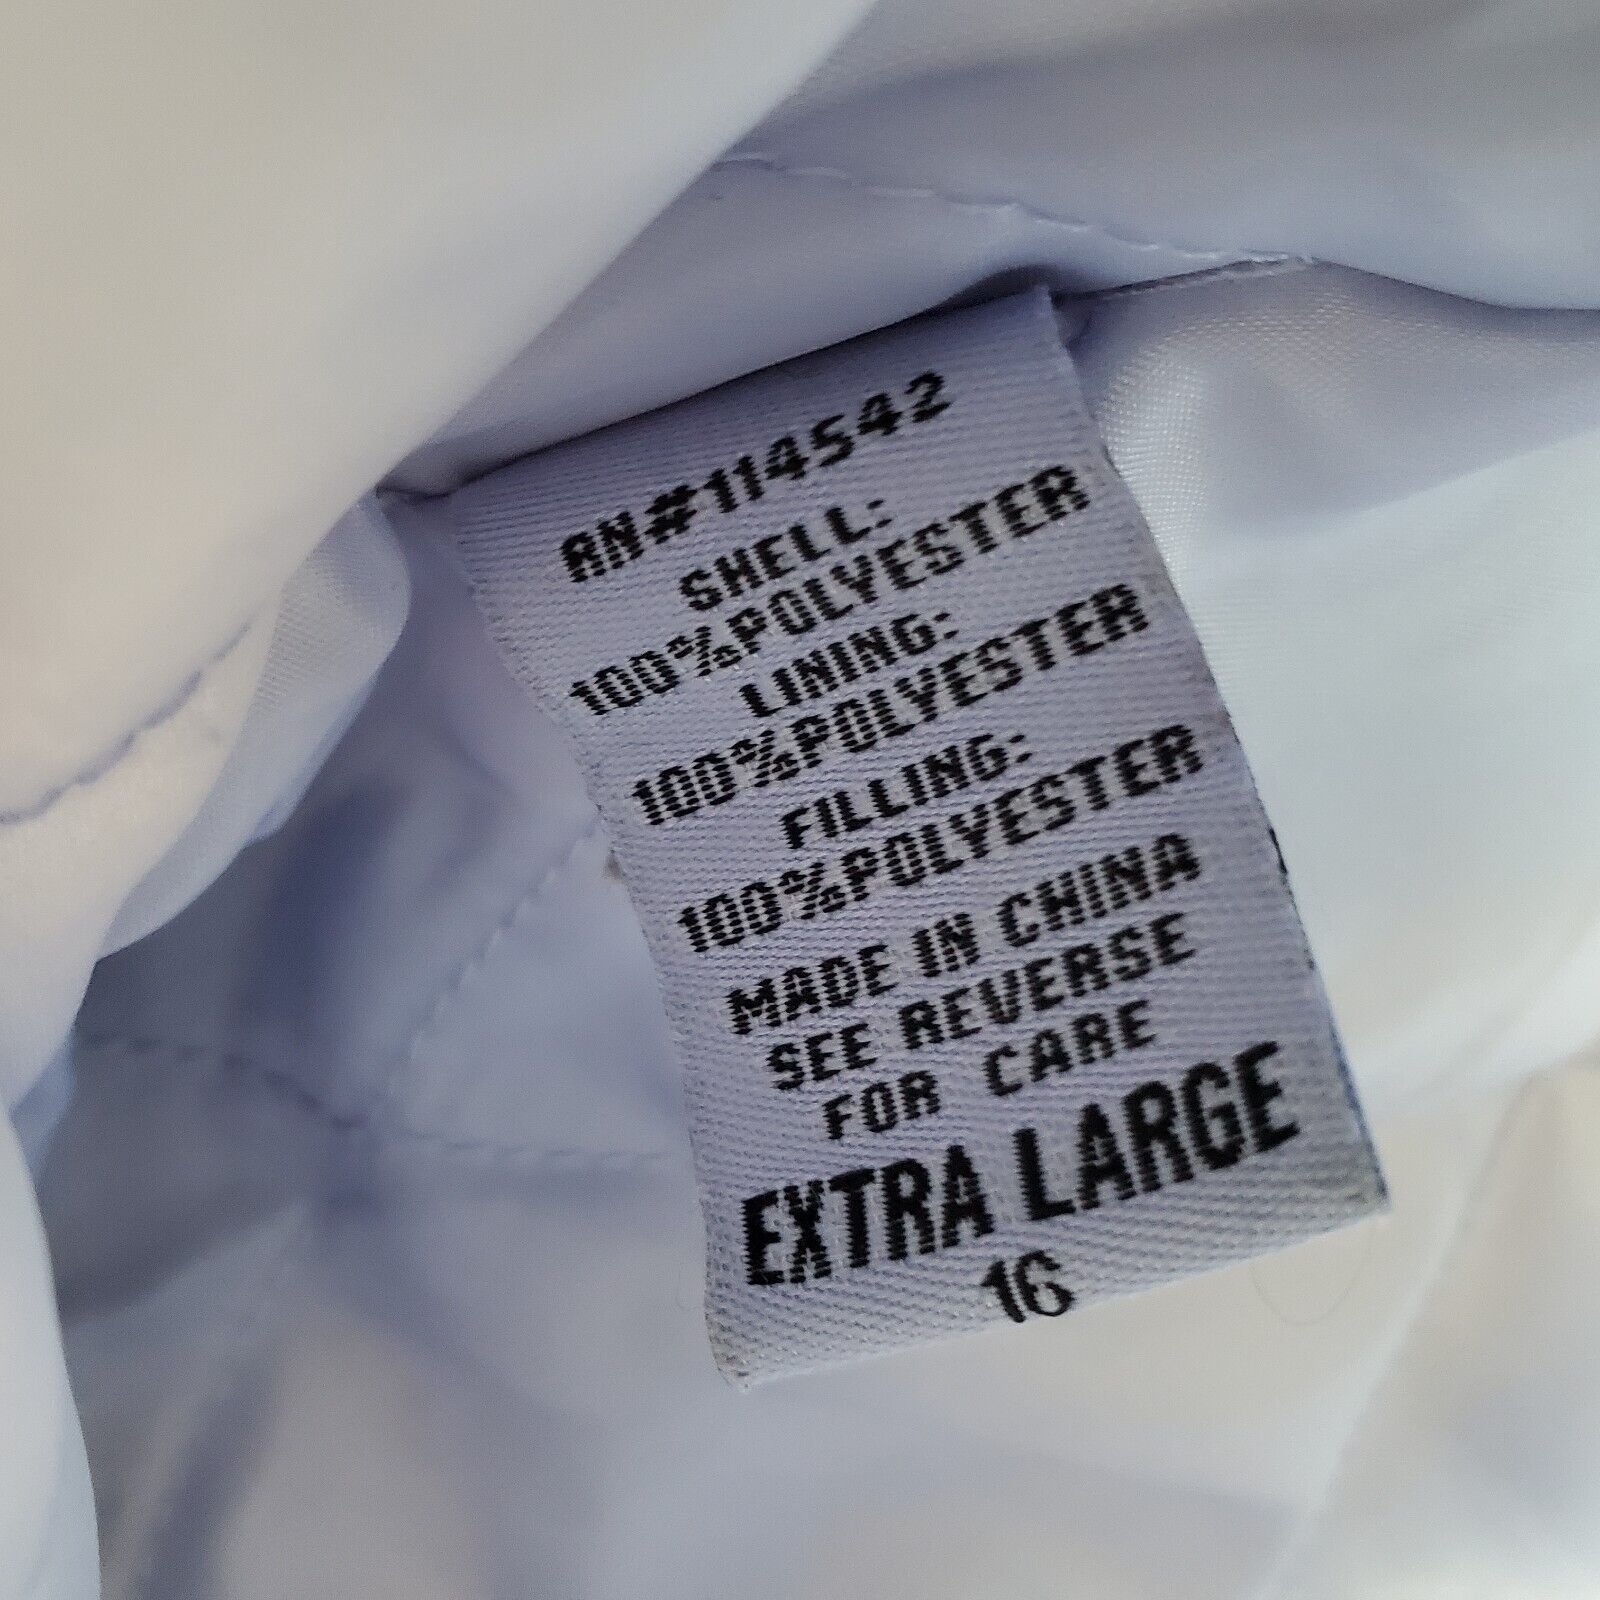 RN#114542
SHELL:
100%POLYESTER
LINING:
100%POLYESTER
FILLING:
100%POLYESTER
MADE IN CHINA
SEE REVERSE
FOR CARE
EXTRA LARGE
16